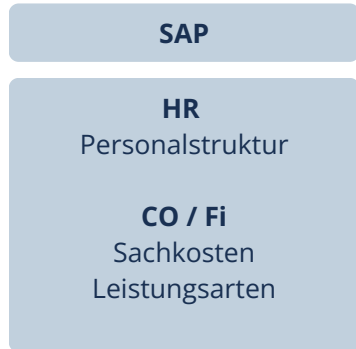 SAP
HR
Personalstruktur
CO / Fi
Sachkosten
Leistungsarten